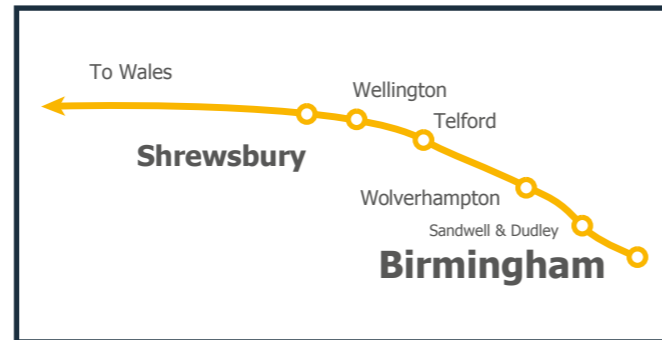 To Wales
Wellington
Telford
Shrewsbury
Wolverhampton
Sandwell & Dudley
Birmingham